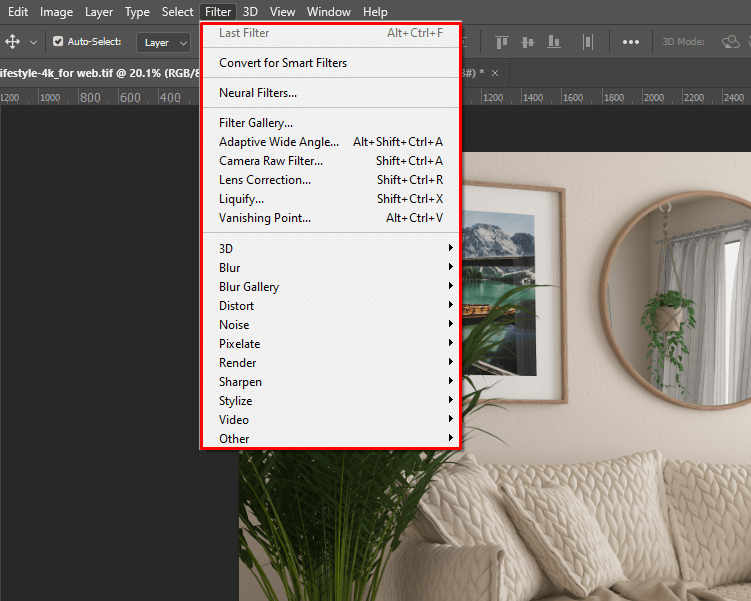 Edit Image Layer Type Select Filter 3D View Window Help
Auto-Select: Layer 3D Mode:
ifestyle-4k_for web.tif @ 20.1% (RGB/8 8#) * ×
1200 1000 800 600 400 1200 1400 1600 1800 2000 2200 2400
Last Filter Alt+Ctrl+F
Convert for Smart Filters
Neural Filters...
Filter Gallery...
Adaptive Wide Angle... Alt+Shift+Ctrl+A
Camera Raw Filter... Shift+Ctrl+A
Lens Correction... Shift+Ctrl+R
Liquify... Shift+Ctrl+X
Vanishing Point... Alt+Ctrl+V
3D
Blur
Blur Gallery
Distort
Noise
Pixelate
Render
Sharpen
Stylize
Video
Other